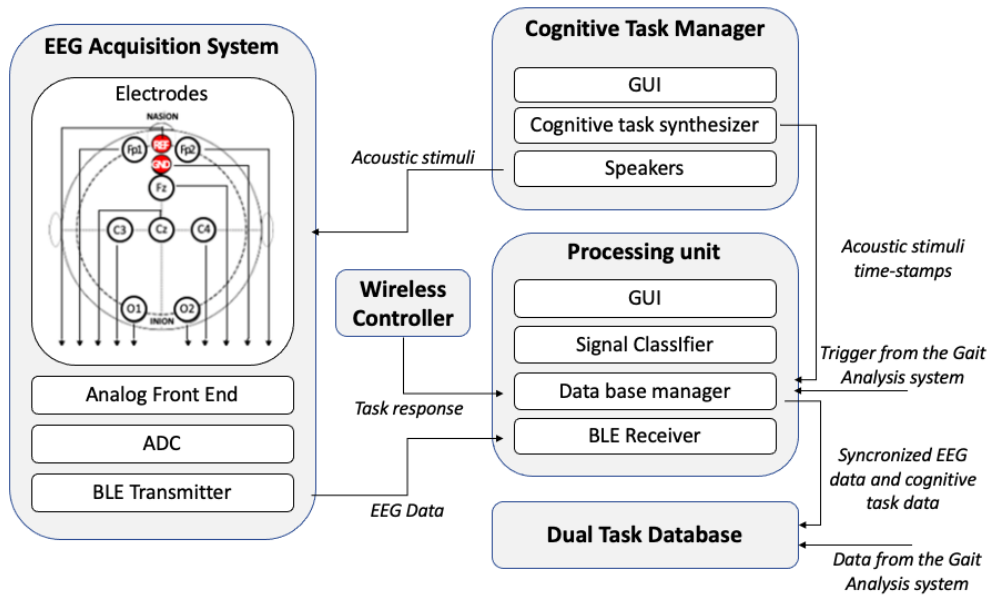 EEG Acquisition System
Electrodes
NASION
Fp1
REF
Fp2
GND
Fz
C3
Cz
C4
O1
O2
INION
Analog Front End
ADC
BLE Transmitter
Acoustic stimuli
Wireless
Controller
Task response
EEG Data
Cognitive Task Manager
GUI
Cognitive task synthesizer
Speakers
Processing unit
GUI
Signal ClassIfier
Data base manager
BLE Receiver
Dual Task Database
Acoustic stimuli
time-stamps
Trigger from the Gait
Analysis system
Syncronized EEG
data and cognitive
task data
Data from the Gait
Analysis system